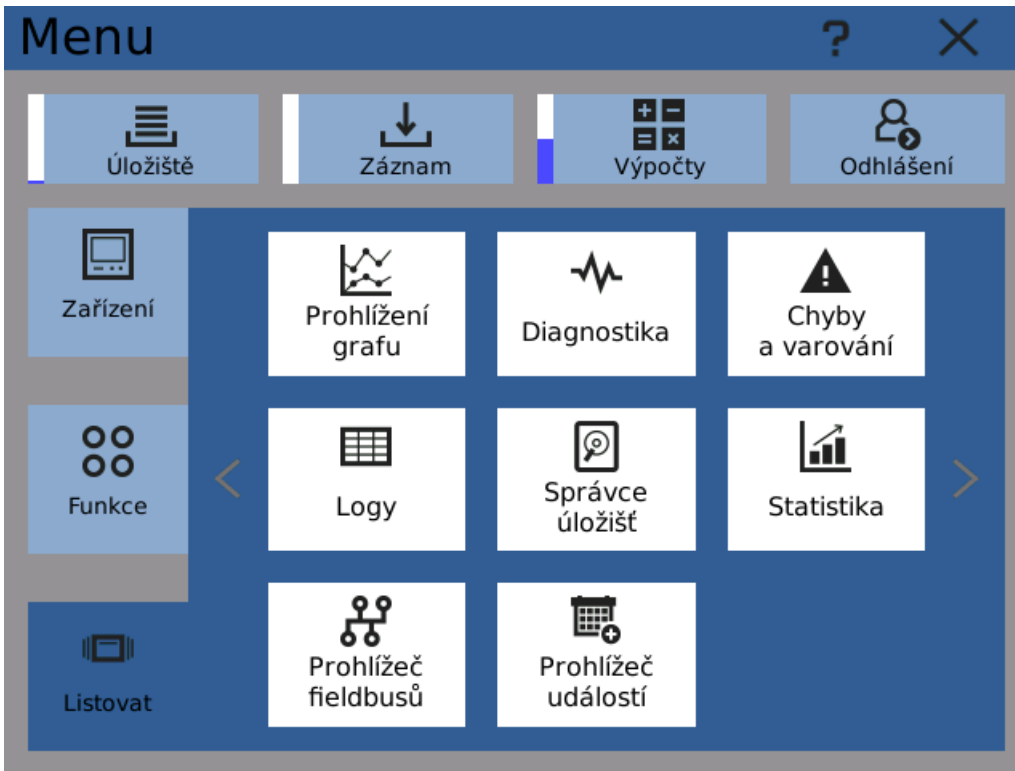 Menu
?
Úložiště
Záznam
Výpočty
Odhlášení
Zařízení
Prohlížení
grafu
Diagnostika
Chyby
a varování
Funkce
Logy
Správce
úložišť
Statistika
Listovat
Prohlížeč
fieldbusů
Prohlížeč
událostí